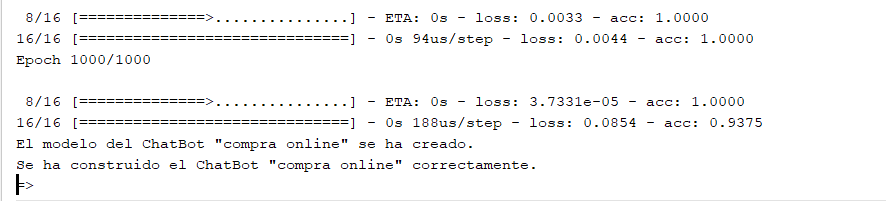 8/16 [==============>...............] - ETA: 0s - loss: 0.0033 - acc: 1.0000
16/16 [==============================] - 0s 94us/step - loss: 0.0044 - acc: 1.0000
Epoch 1000/1000
8/16 [==============>...............] - ETA: 0s - loss: 3.7331e-05 - acc: 1.0000
16/16 [==============================] - 0s 188us/step - loss: 0.0854 - acc: 0.9375
El modelo del ChatBot "compra online" se ha creado.
Se ha construido el ChatBot "compra online" correctamente.
=>